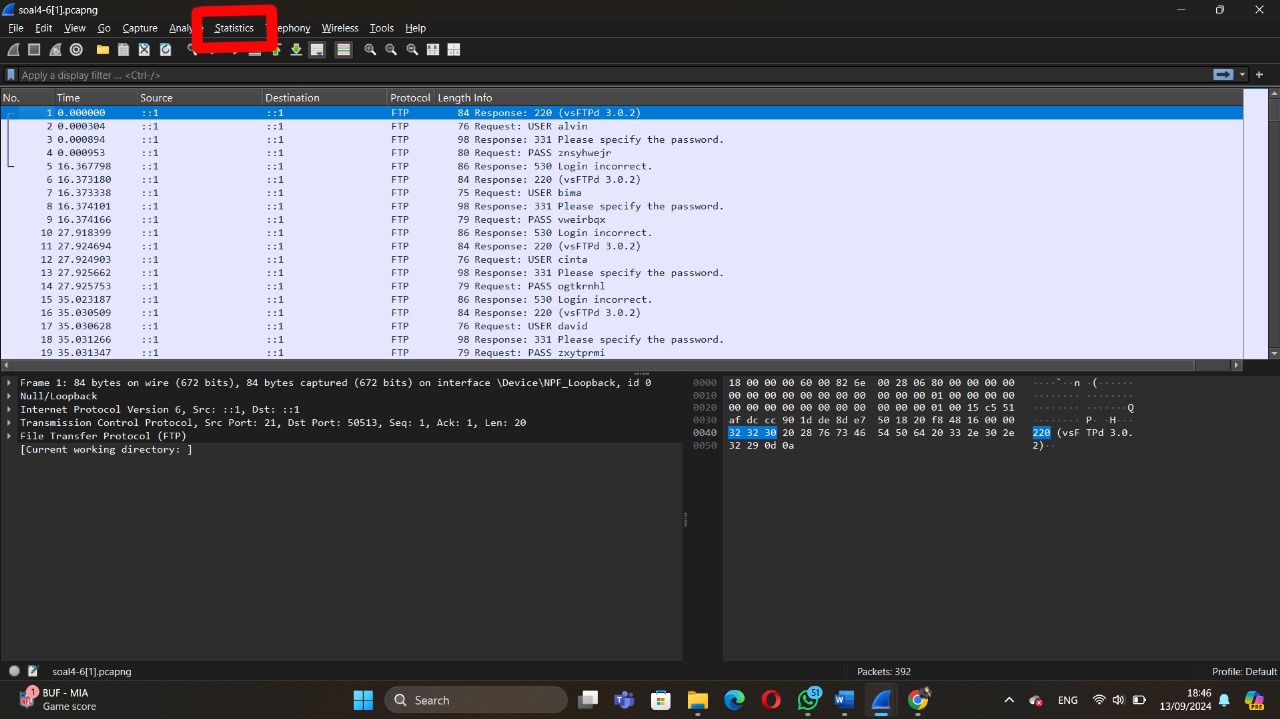 soal4-6[1].pcapng
File Edit View Go Capture Analy Statistics ephony Wireless Tools Help
Apply a display filter ... <Ctrl-/>
No. Time Source Destination Protocol Length Info
1 0.000000 ::1 ::1 FTP 84 Response: 220 (vsFTPd 3.0.2)
2 0.000304 ::1 ::1 FTP 76 Request: USER alvin
3 0.000894 ::1 ::1 FTP 98 Response: 331 Please specify the password.
4 0.000953 ::1 ::1 FTP 80 Request: PASS znsyhwejr
5 16.367798 ::1 ::1 FTP 86 Response: 530 Login incorrect.
6 16.373180 ::1 ::1 FTP 84 Response: 220 (vsFTPd 3.0.2)
7 16.373338 ::1 ::1 FTP 75 Request: USER bima
8 16.374101 ::1 ::1 FTP 98 Response: 331 Please specify the password.
9 16.374166 ::1 ::1 FTP 79 Request: PASS vweirbqx
10 27.918399 ::1 ::1 FTP 86 Response: 530 Login incorrect.
11 27.924694 ::1 ::1 FTP 84 Response: 220 (vsFTPd 3.0.2)
12 27.924903 ::1 ::1 FTP 76 Request: USER cinta
13 27.925662 ::1 ::1 FTP 98 Response: 331 Please specify the password.
14 27.925753 ::1 ::1 FTP 79 Request: PASS ogtkrnhl
15 35.023187 ::1 ::1 FTP 86 Response: 530 Login incorrect.
16 35.030509 ::1 ::1 FTP 84 Response: 220 (vsFTPd 3.0.2)
17 35.030628 ::1 ::1 FTP 76 Request: USER david
18 35.031266 ::1 ::1 FTP 98 Response: 331 Please specify the password.
19 35.031347 ::1 ::1 FTP 79 Request: PASS zxytprmi
Frame 1: 84 bytes on wire (672 bits), 84 bytes captured (672 bits) on interface \Device\NPF_Loopback, id 0
Null/Loopback
Internet Protocol Version 6, Src: ::1, Dst: ::1
Transmission Control Protocol, Src Port: 21, Dst Port: 50513, Seq: 1, Ack: 1, Len: 20
File Transfer Protocol (FTP)
[Current working directory: ]
0000 18 00 00 00 60 00 82 6e 00 28 06 80 00 00 00 00 ····`··n ·(······
0010 00 00 00 00 00 00 00 00 00 01 00 00 00 00 00 00 ········ ········
0020 00 00 00 00 00 00 00 00 00 00 00 01 00 15 c5 51 ········ ·······Q
0030 af dc cc 90 1d de 8d e7 50 18 20 f8 48 16 00 00 ········ P· ·H···
0040 32 32 30 20 28 76 73 46 54 50 64 20 33 2e 30 2e 220 (vsF TPd 3.0.
0050 32 29 0d 0a 2)··
soal4-6[1].pcapng
Packets: 392
Profile: Default
1
BUF - MIA
Game score
Search
51
ENG
18:46
13/09/2024
PRE